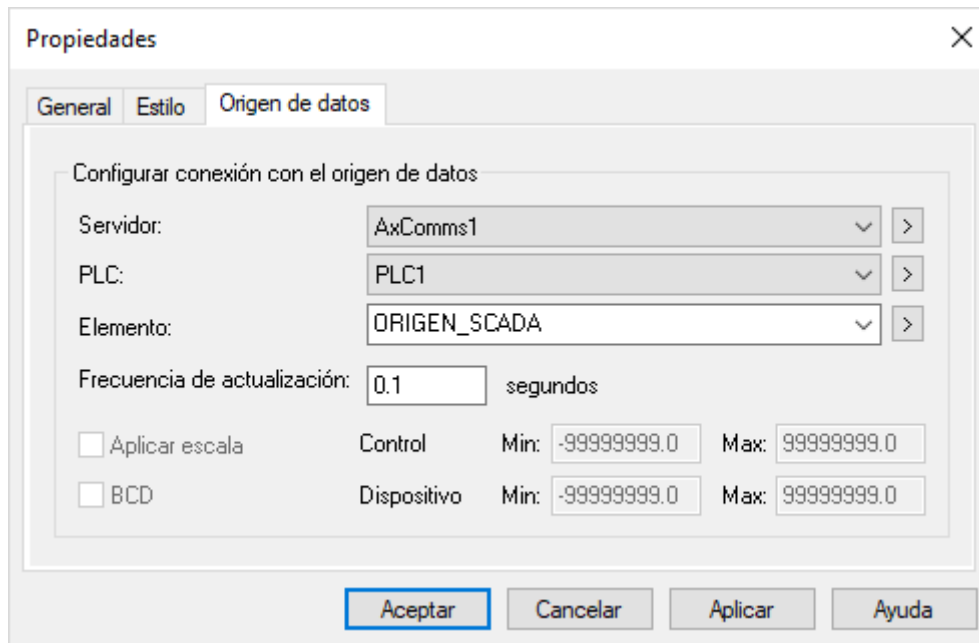 Propiedades
General Estilo Origen de datos
Configurar conexión con el origen de datos
Servidor: AxComms1 >
PLC: PLC1 >
Elemento: ORIGEN_SCADA >
Frecuencia de actualización: 0.1 segundos
Aplicar escala Control Min: -99999999.0 Max: 99999999.0
BCD Dispositivo Min: -99999999.0 Max: 99999999.0
Aceptar Cancelar Aplicar Ayuda